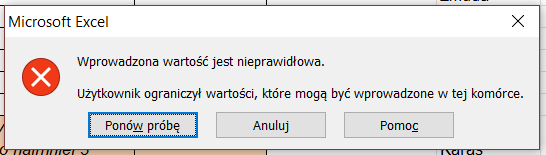 Microsoft Excel
Wprowadzona wartość jest nieprawidłowa.
Użytkownik ograniczył wartości, które mogą być wprowadzone w tej komórce.
Ponów próbę
Anuluj
Pomoc